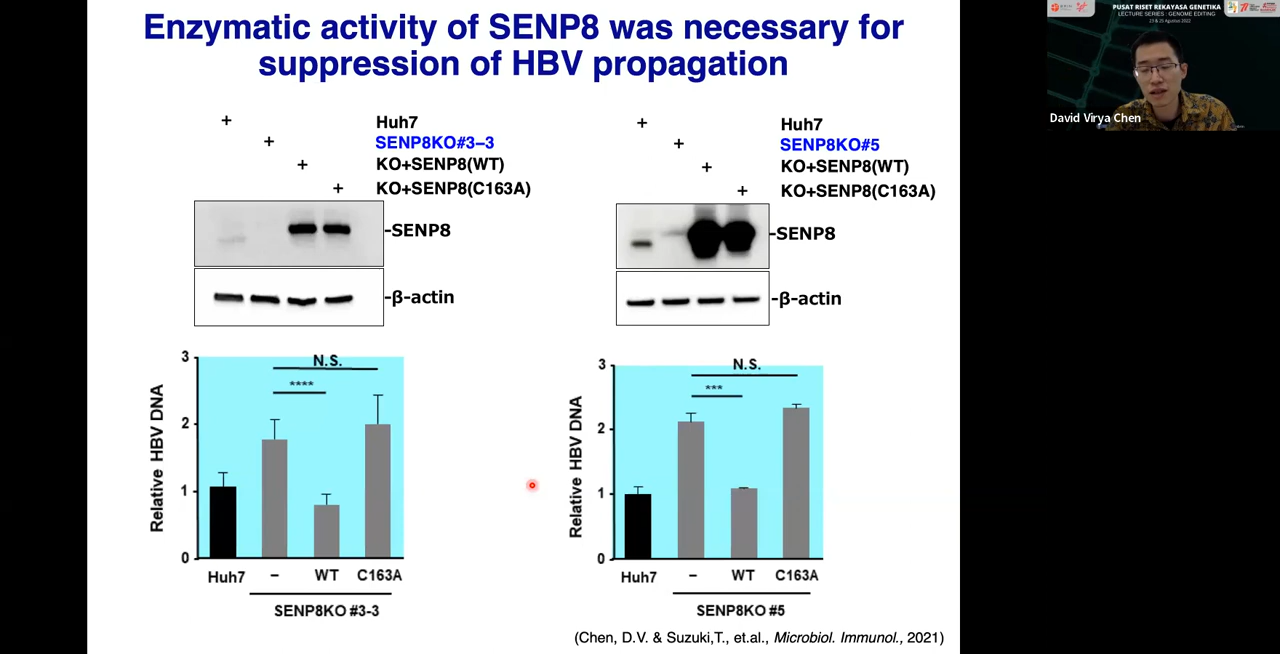 Enzymatic activity of SENP8 was necessary for
suppression of HBV propagation
+ Huh7
+ SENP8KO#3–3
+ KO+SENP8(WT)
+ KO+SENP8(C163A)
-SENP8
-β-actin
3
2
1
0
Relative HBV DNA
N.S.
****
Huh7 – WT C163A
SENP8KO #3-3
+ Huh7
+ SENP8KO#5
+ KO+SENP8(WT)
+ KO+SENP8(C163A)
-SENP8
-β-actin
3
2
1
0
Relative HBV DNA
N.S.
***
Huh7 – WT C163A
SENP8KO #5
(Chen, D.V. & Suzuki,T., et.al., Microbiol. Immunol., 2021)
PUSAT RISET REKAYASA GENETIKA
LECTURE SERIES : GENOME EDITING
23 & 25 Agustus 2022
David Virya Chen